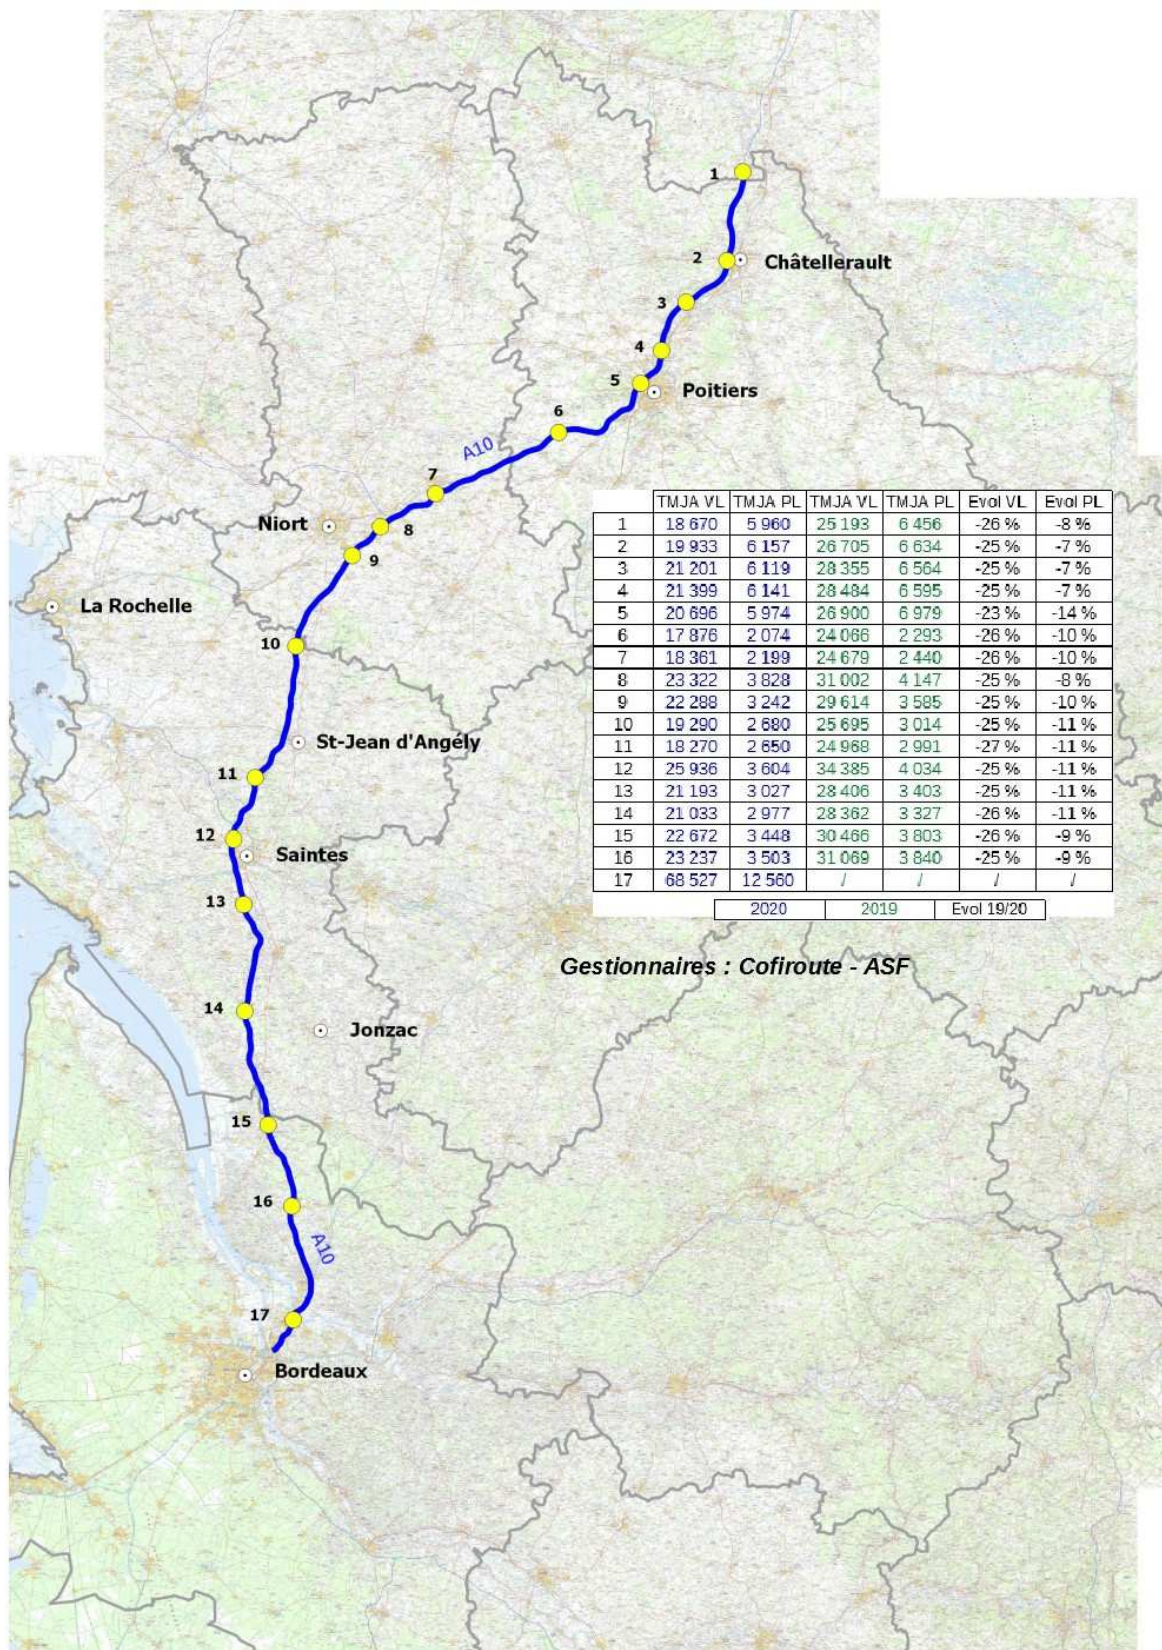 1
2
Châtellerault
3
4
5
Poitiers
6
A10
7
Niort
8
9
La Rochelle
10
St-Jean d'Angély
11
12
Saintes
13
14
Jonzac
15
16
A10
17
Bordeaux
TMJA VL TMJA PL TMJA VL TMJA PL Evol VL Evol PL
1 18 670 5 960 25 193 6 456 -26 % -8 %
2 19 933 6 157 26 705 6 634 -25 % -7 %
3 21 201 6 119 28 355 6 564 -25 % -7 %
4 21 399 6 141 28 484 6 595 -25 % -7 %
5 20 696 5 974 26 900 6 979 -23 % -14 %
6 17 876 2 074 24 066 2 293 -26 % -10 %
7 18 361 2 199 24 679 2 440 -26 % -10 %
8 23 322 3 828 31 002 4 147 -25 % -8 %
9 22 288 3 242 29 614 3 585 -25 % -10 %
10 19 290 2 680 25 695 3 014 -25 % -11 %
11 18 270 2 650 24 968 2 991 -27 % -11 %
12 25 936 3 604 34 385 4 034 -25 % -11 %
13 21 193 3 027 28 406 3 403 -25 % -11 %
14 21 033 2 977 28 362 3 327 -26 % -11 %
15 22 672 3 448 30 466 3 803 -26 % -9 %
16 23 237 3 503 31 069 3 840 -25 % -9 %
17 68 527 12 560 / / / /
2020 2019 Evol 19/20
Gestionnaires : Cofiroute - ASF